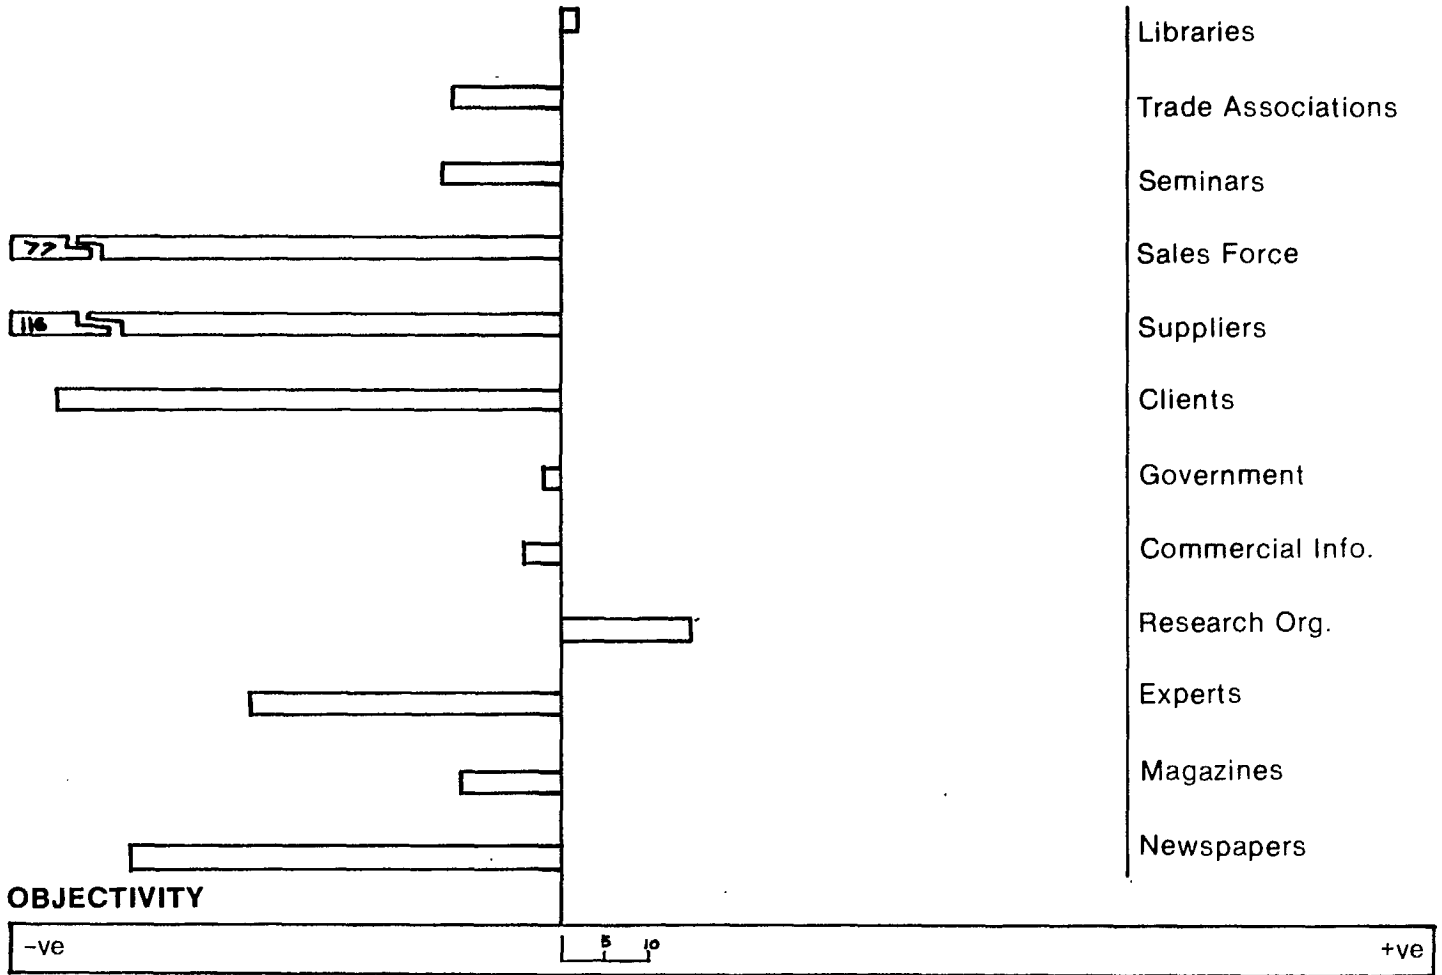 Libraries
Trade Associations
Seminars
77
Sales Force
116
Suppliers
Clients
Government
Commercial Info.
Research Org.
Experts
Magazines
Newspapers
OBJECTIVITY
-ve 5 10 +ve